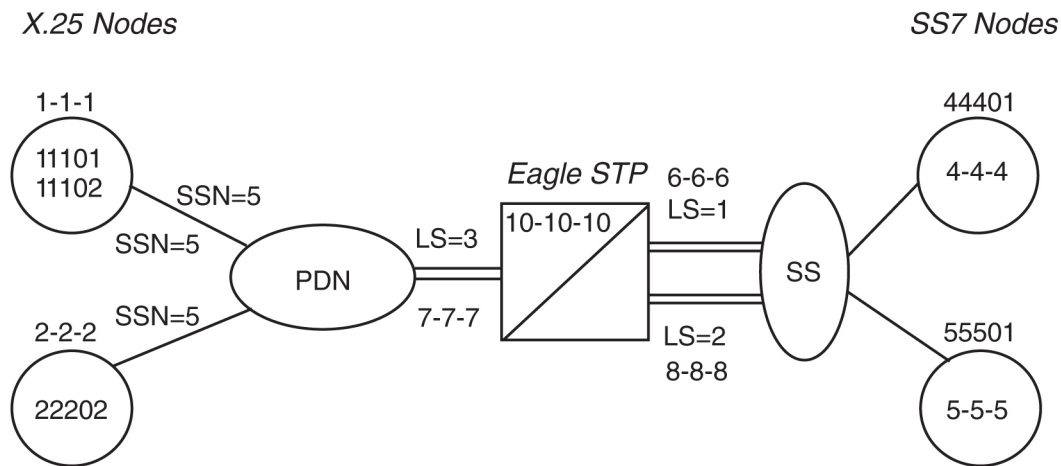 X.25 Nodes
SS7 Nodes
1-1-1
11101
11102
SSN=5
SSN=5
SSN=5
2-2-2
22202
PDN
LS=3
7-7-7
Eagle STP
10-10-10
6-6-6
LS=1
LS=2
8-8-8
SS
44401
4-4-4
55501
5-5-5